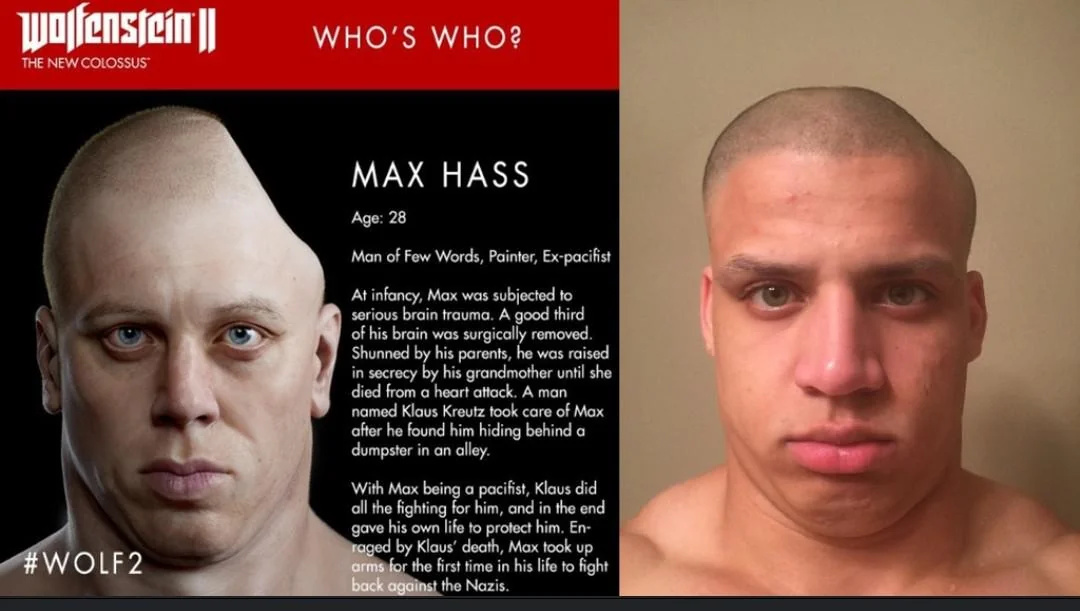 Wolfenstein II
THE NEW COLOSSUS™
WHO'S WHO?
MAX HASS
Age: 28
Man of Few Words, Painter, Ex-pacifist
At infancy, Max was subjected to
serious brain trauma. A good third
of his brain was surgically removed.
Shunned by his parents, he was raised
in secrecy by his grandmother until she
died from a heart attack. A man
named Klaus Kreutz took care of Max
after he found him hiding behind a
dumpster in an alley.
With Max being a pacifist, Klaus did
all the fighting for him, and in the end
gave his own life to protect him. En-
raged by Klaus' death, Max took up
arms for the first time in his life to fight
back against the Nazis.
#WOLF2